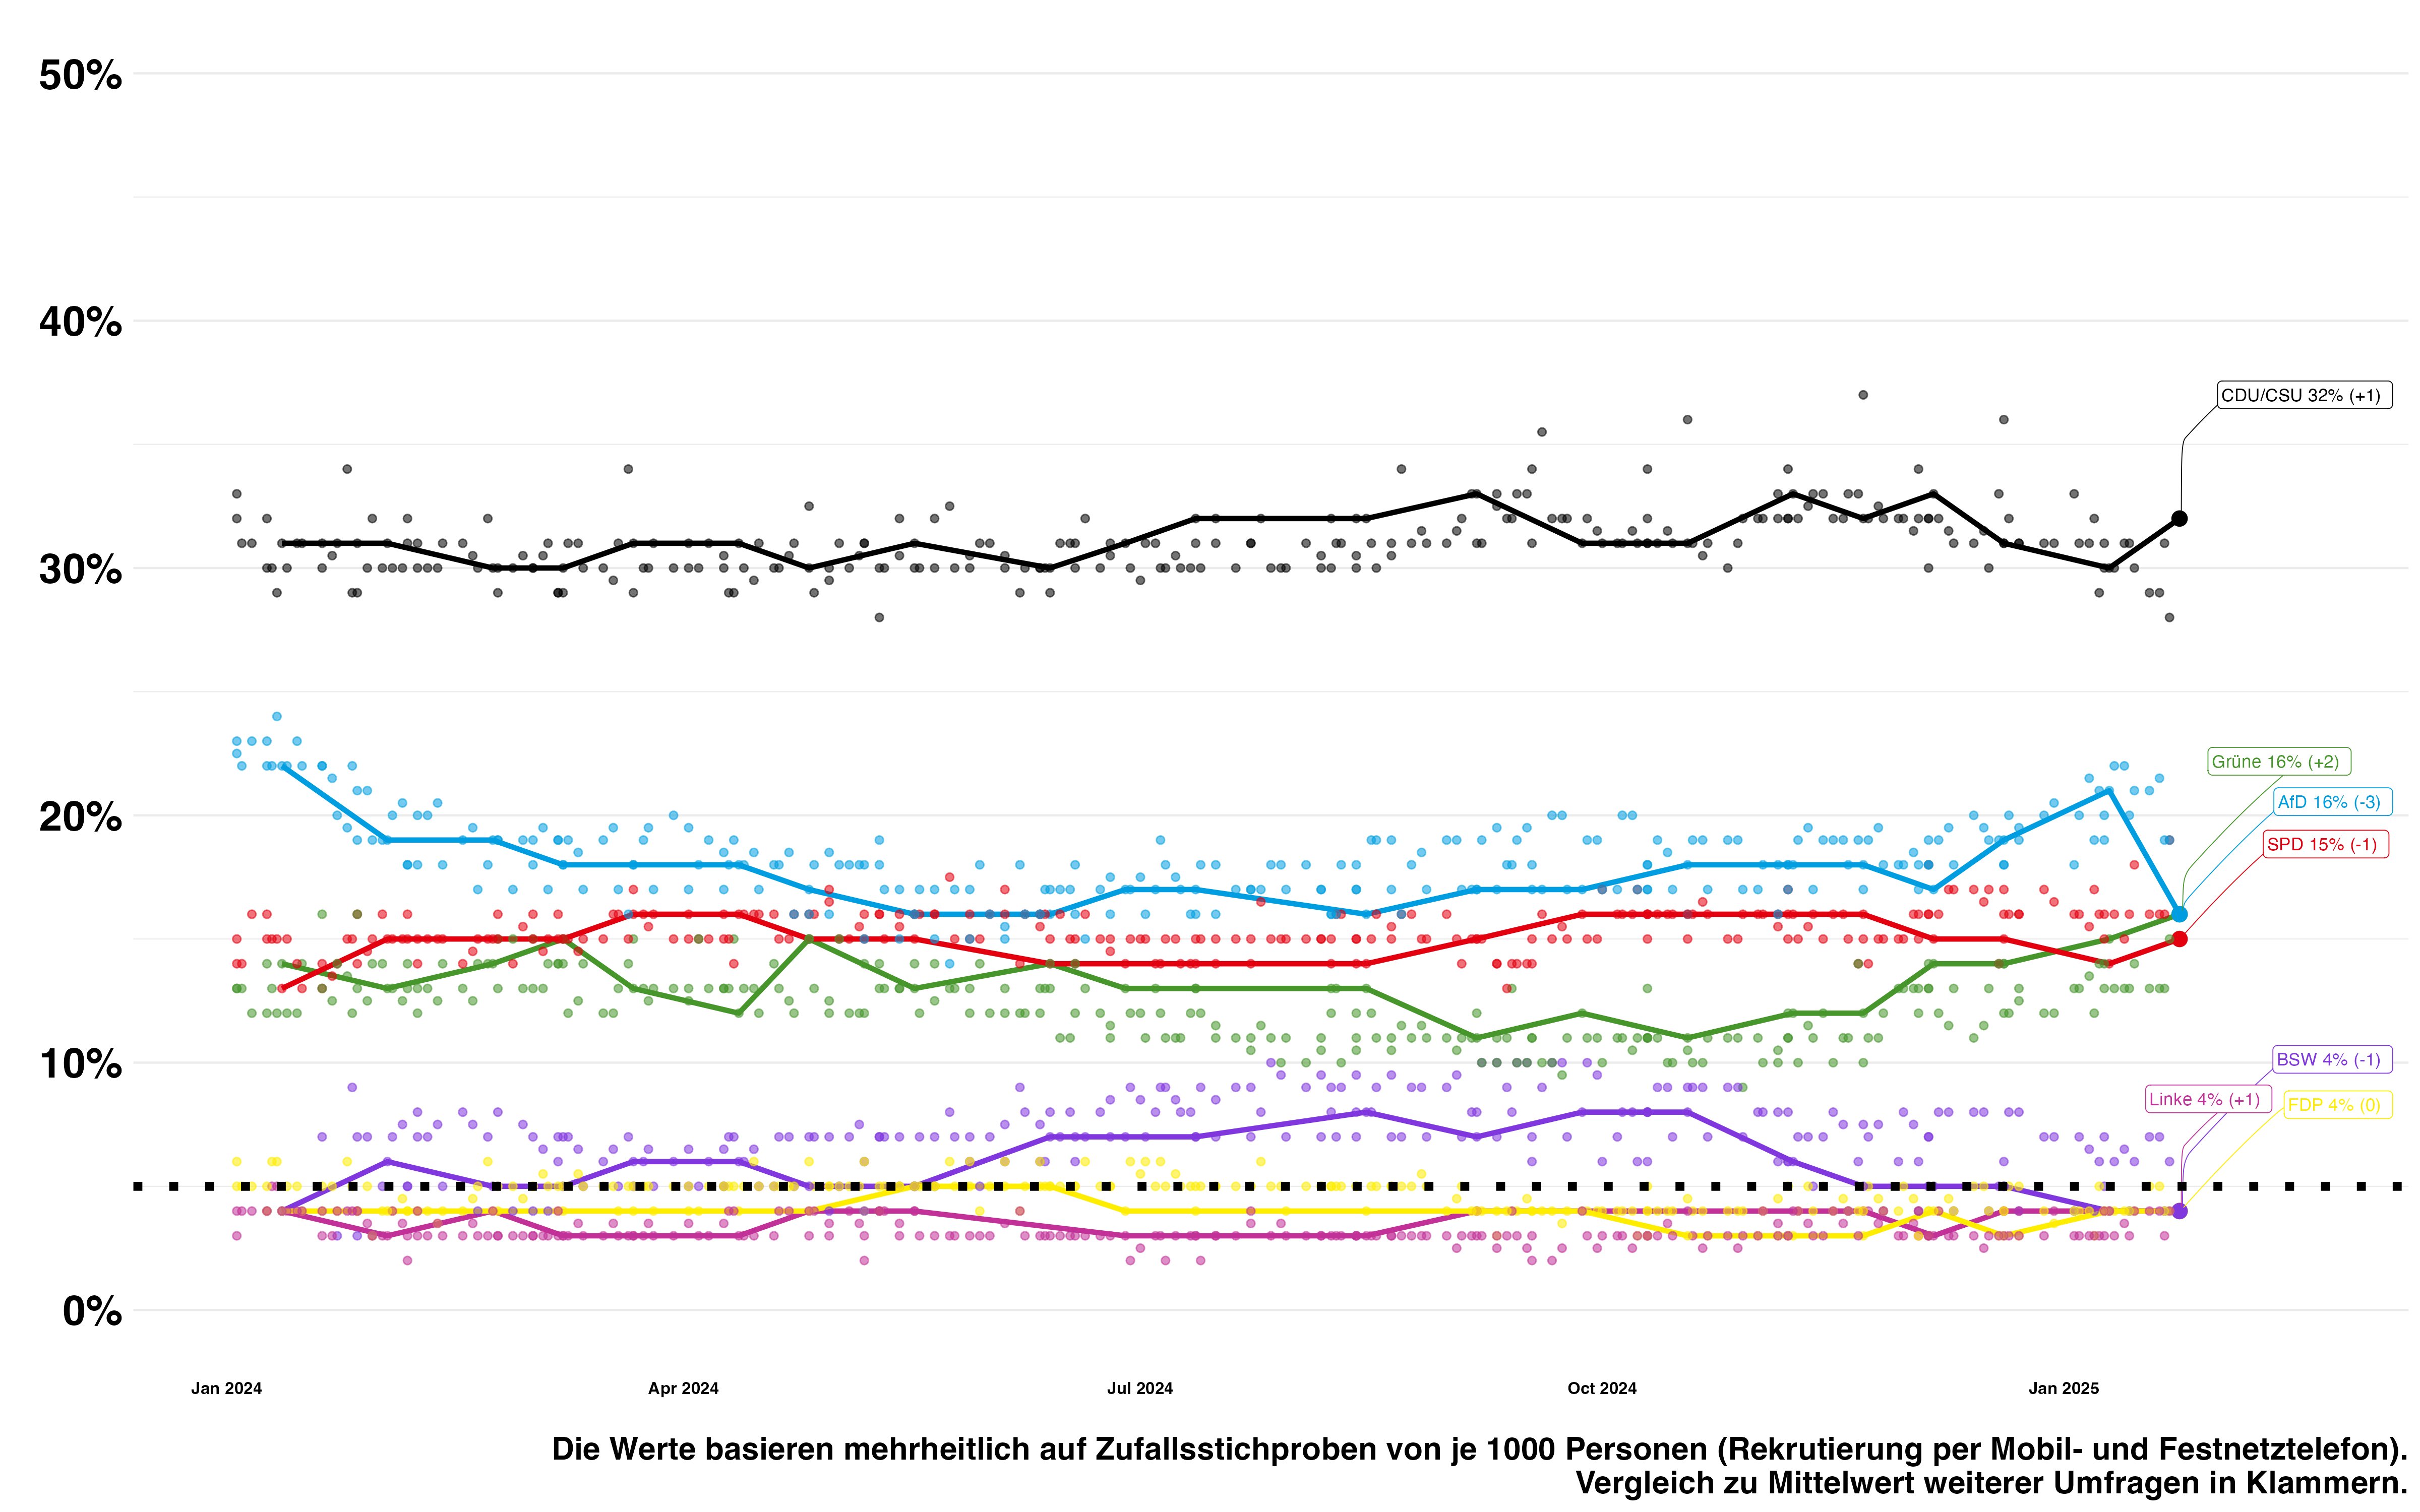 50%
40%
30%
20%
10%
0%
CDU/CSU 32% (+1)
Grüne 16% (+2)
AfD 16% (-3)
SPD 15% (-1)
BSW 4% (-1)
Linke 4% (+1)
FDP 4% (0)
Jan 2024
Apr 2024
Jul 2024
Oct 2024
Jan 2025
Die Werte basieren mehrheitlich auf Zufallsstichproben von je 1000 Personen (Rekrutierung per Mobil- und Festnetztelefon).
Vergleich zu Mittelwert weiterer Umfragen in Klammern.